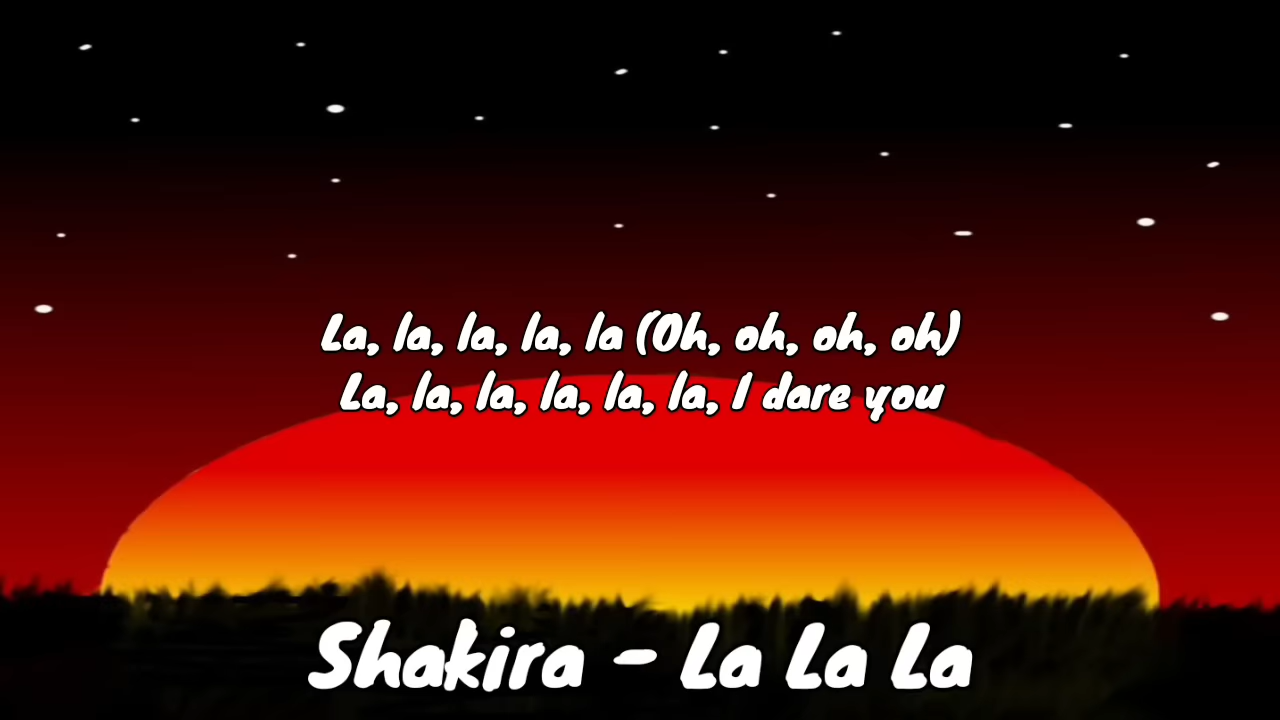 La, la, la, la, la (Oh, oh, oh, oh)
La, la, la, la, la, la, I dare you
Shakira - La La La